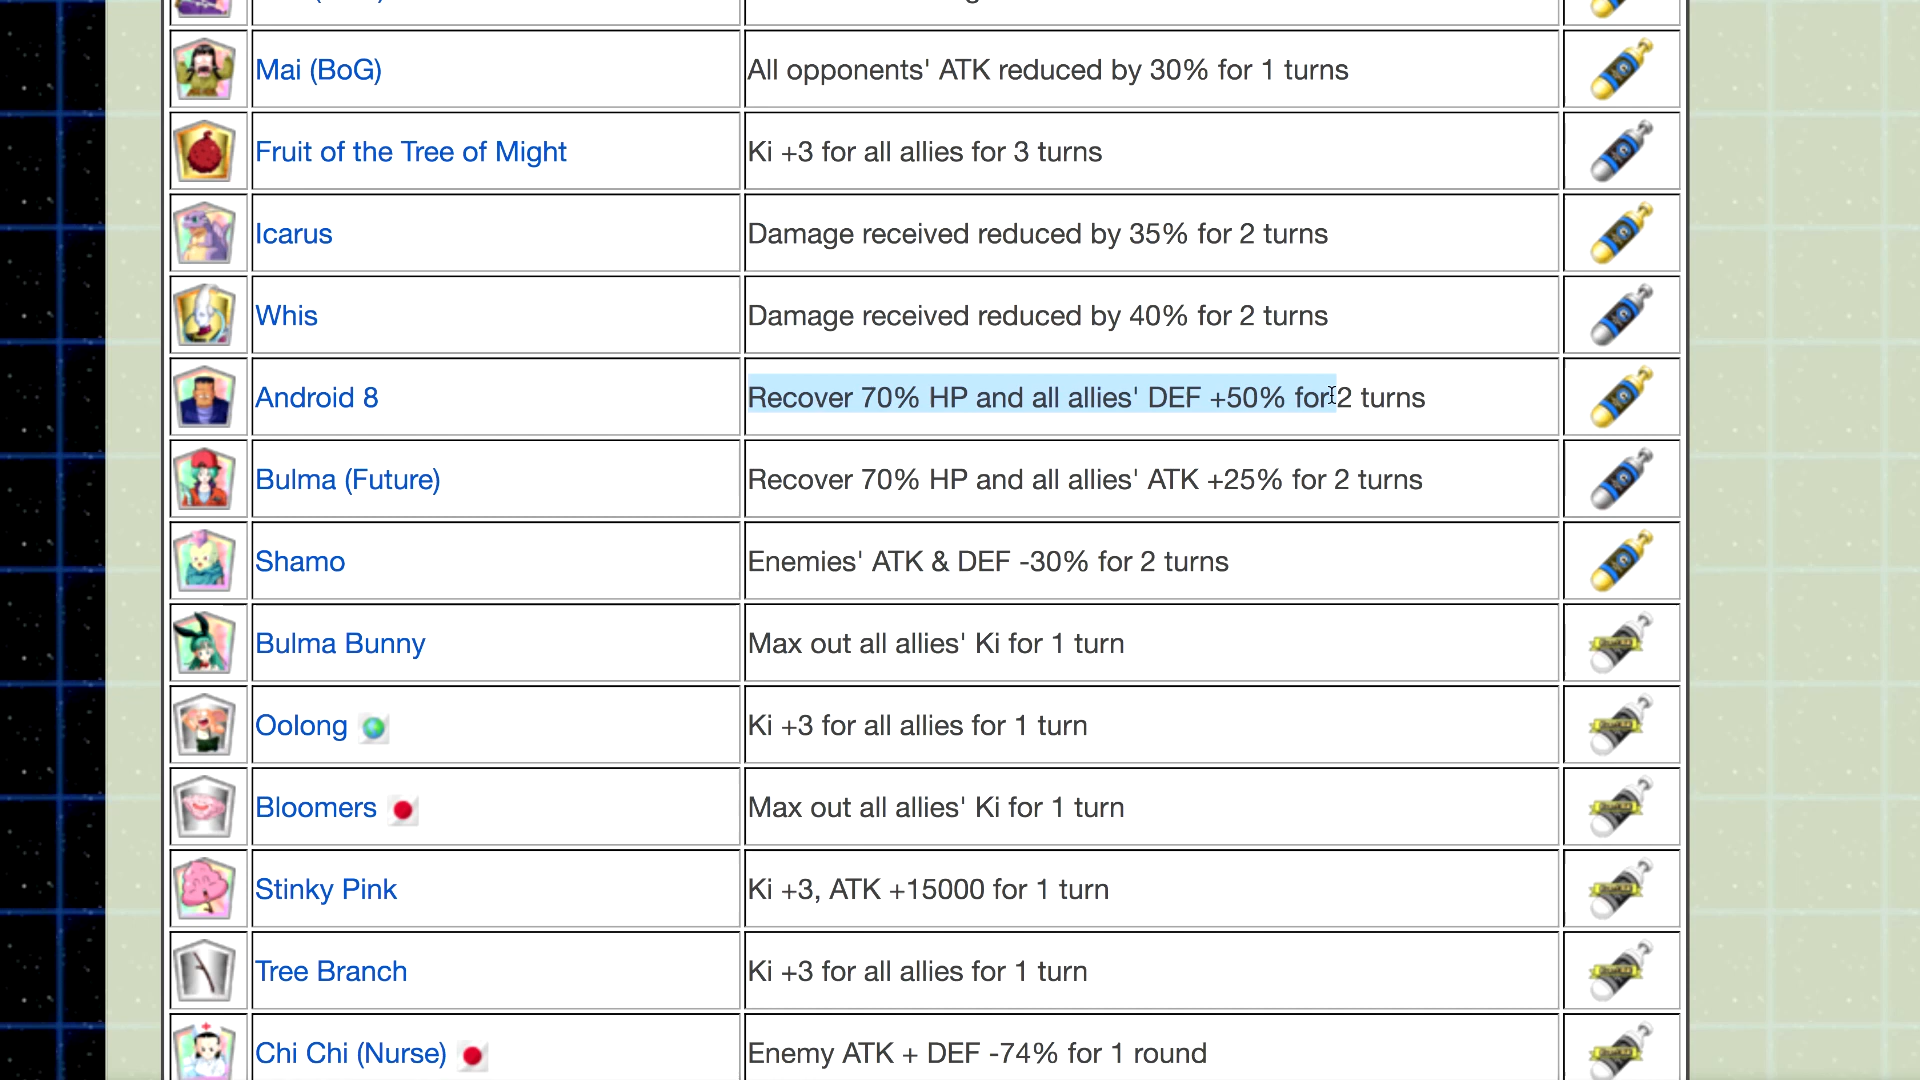 Mai (BoG) All opponents' ATK reduced by 30% for 1 turns
Fruit of the Tree of Might Ki +3 for all allies for 3 turns
Icarus Damage received reduced by 35% for 2 turns
Whis Damage received reduced by 40% for 2 turns
Android 8 Recover 70% HP and all allies' DEF +50% for 2 turns
Bulma (Future) Recover 70% HP and all allies' ATK +25% for 2 turns
Shamo Enemies' ATK & DEF -30% for 2 turns
Bulma Bunny Max out all allies' Ki for 1 turn
Oolong Ki +3 for all allies for 1 turn
Bloomers Max out all allies' Ki for 1 turn
Stinky Pink Ki +3, ATK +15000 for 1 turn
Tree Branch Ki +3 for all allies for 1 turn
Chi Chi (Nurse) Enemy ATK + DEF -74% for 1 round